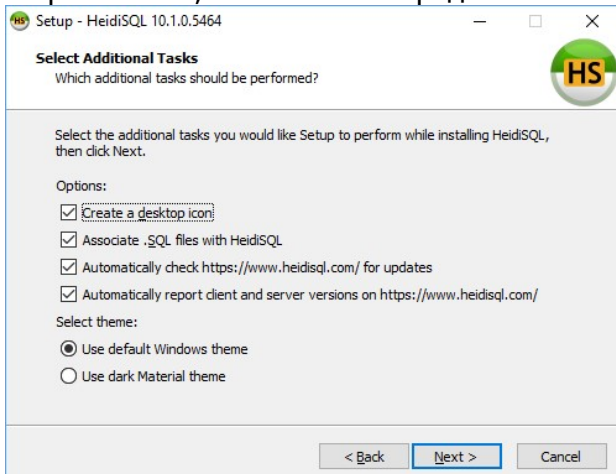 Setup - HeidiSQL 10.1.0.5464
Select Additional Tasks
Which additional tasks should be performed?
HS
Select the additional tasks you would like Setup to perform while installing HeidiSQL,
then click Next.
Options:
Create a desktop icon
Associate .SQL files with HeidiSQL
Automatically check https://www.heidisql.com/ for updates
Automatically report client and server versions on https://www.heidisql.com/
Select theme:
Use default Windows theme
Use dark Material theme
< Back
Next >
Cancel